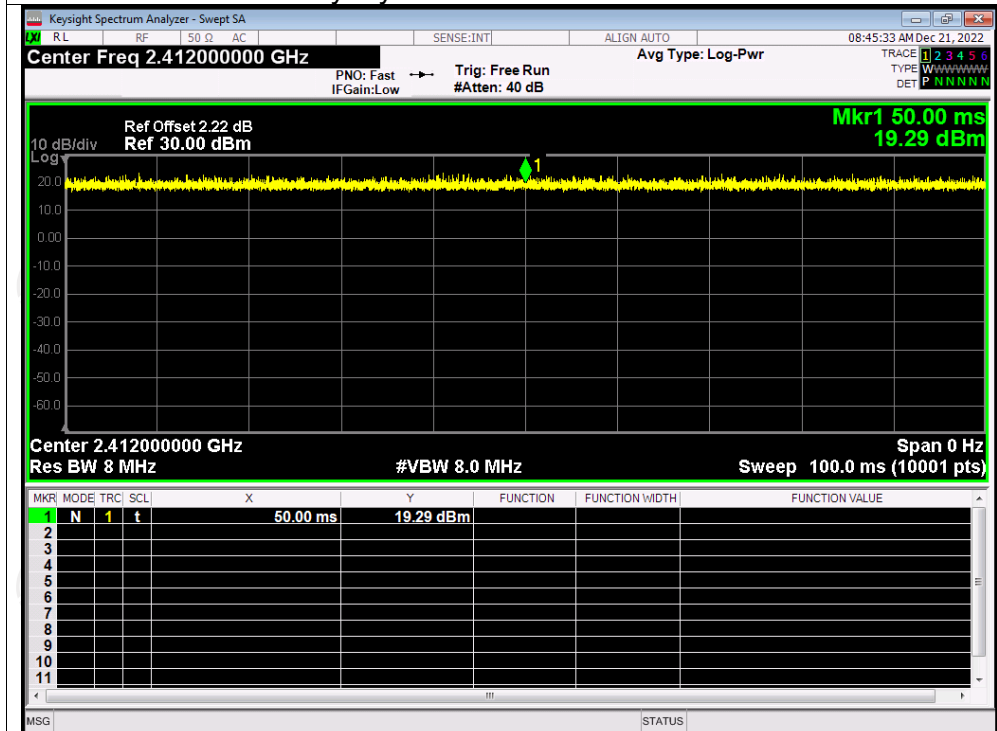 Keysight Spectrum Analyzer - Swept SA
LXI RL RF 50 Ω AC SENSE:INT ALIGN AUTO 08:45:33 AM Dec 21, 2022
Center Freq 2.412000000 GHz Avg Type: Log-Pwr TRACE 1 2 3 4 5 6
PNO: Fast Trig: Free Run TYPE WWWWWW
IFGain:Low #Atten: 40 dB DET P N N N N N
Mkr1 50.00 ms
Ref Offset 2.22 dB
10 dB/div Ref 30.00 dBm 19.29 dBm
Log
1
20.0
10.0
0.00
-10.0
-20.0
-30.0
-40.0
-50.0
-60.0
Center 2.412000000 GHz Span 0 Hz
Res BW 8 MHz #VBW 8.0 MHz Sweep 100.0 ms (10001 pts)
MKR MODE TRC SCL X Y FUNCTION FUNCTION WIDTH FUNCTION VALUE
1 N 1 t 50.00 ms 19.29 dBm
2
3
4
5
6
7
8
9
10
11
MSG STATUS